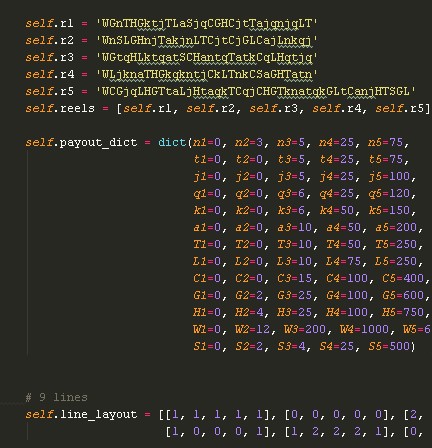 self.r1 = 'WGnTHGktjTLaSjqCGHCjtTajqnjgLT'
self.r2 = 'WnSLGHnjTakjnLTCjtCjGLCajLnkqj'
self.r3 = 'WGtqHLktqatSCHantqTatkCqLHqtjq'
self.r4 = 'WLjknaTHGkqkntjCkLTnkCSaGHTatn'
self.r5 = 'WCGjqLHGTtaLjHtaqkTCqjCHGTknatqkGLtCanjHTSGL'
self.reels = [self.r1, self.r2, self.r3, self.r4, self.r5]
self.payout_dict = dict(n1=0, n2=3, n3=5, n4=25, n5=75,
t1=0, t2=0, t3=5, t4=25, t5=75,
j1=0, j2=0, j3=5, j4=25, j5=100,
q1=0, q2=0, q3=6, q4=25, q5=120,
k1=0, k2=0, k3=6, k4=50, k5=150,
a1=0, a2=0, a3=10, a4=50, a5=200,
T1=0, T2=0, T3=10, T4=50, T5=250,
L1=0, L2=0, L3=10, L4=75, L5=250,
C1=0, C2=0, C3=15, C4=100, C5=400,
G1=0, G2=2, G3=25, G4=100, G5=600,
H1=0, H2=4, H3=25, H4=100, H5=750,
W1=0, W2=12, W3=200, W4=1000, W5=6
S1=0, S2=2, S3=4, S4=25, S5=500)
# 9 lines
self.line_layout = [[1, 1, 1, 1, 1], [0, 0, 0, 0, 0], [2,
[1, 0, 0, 0, 1], [1, 2, 2, 2, 1], [0,